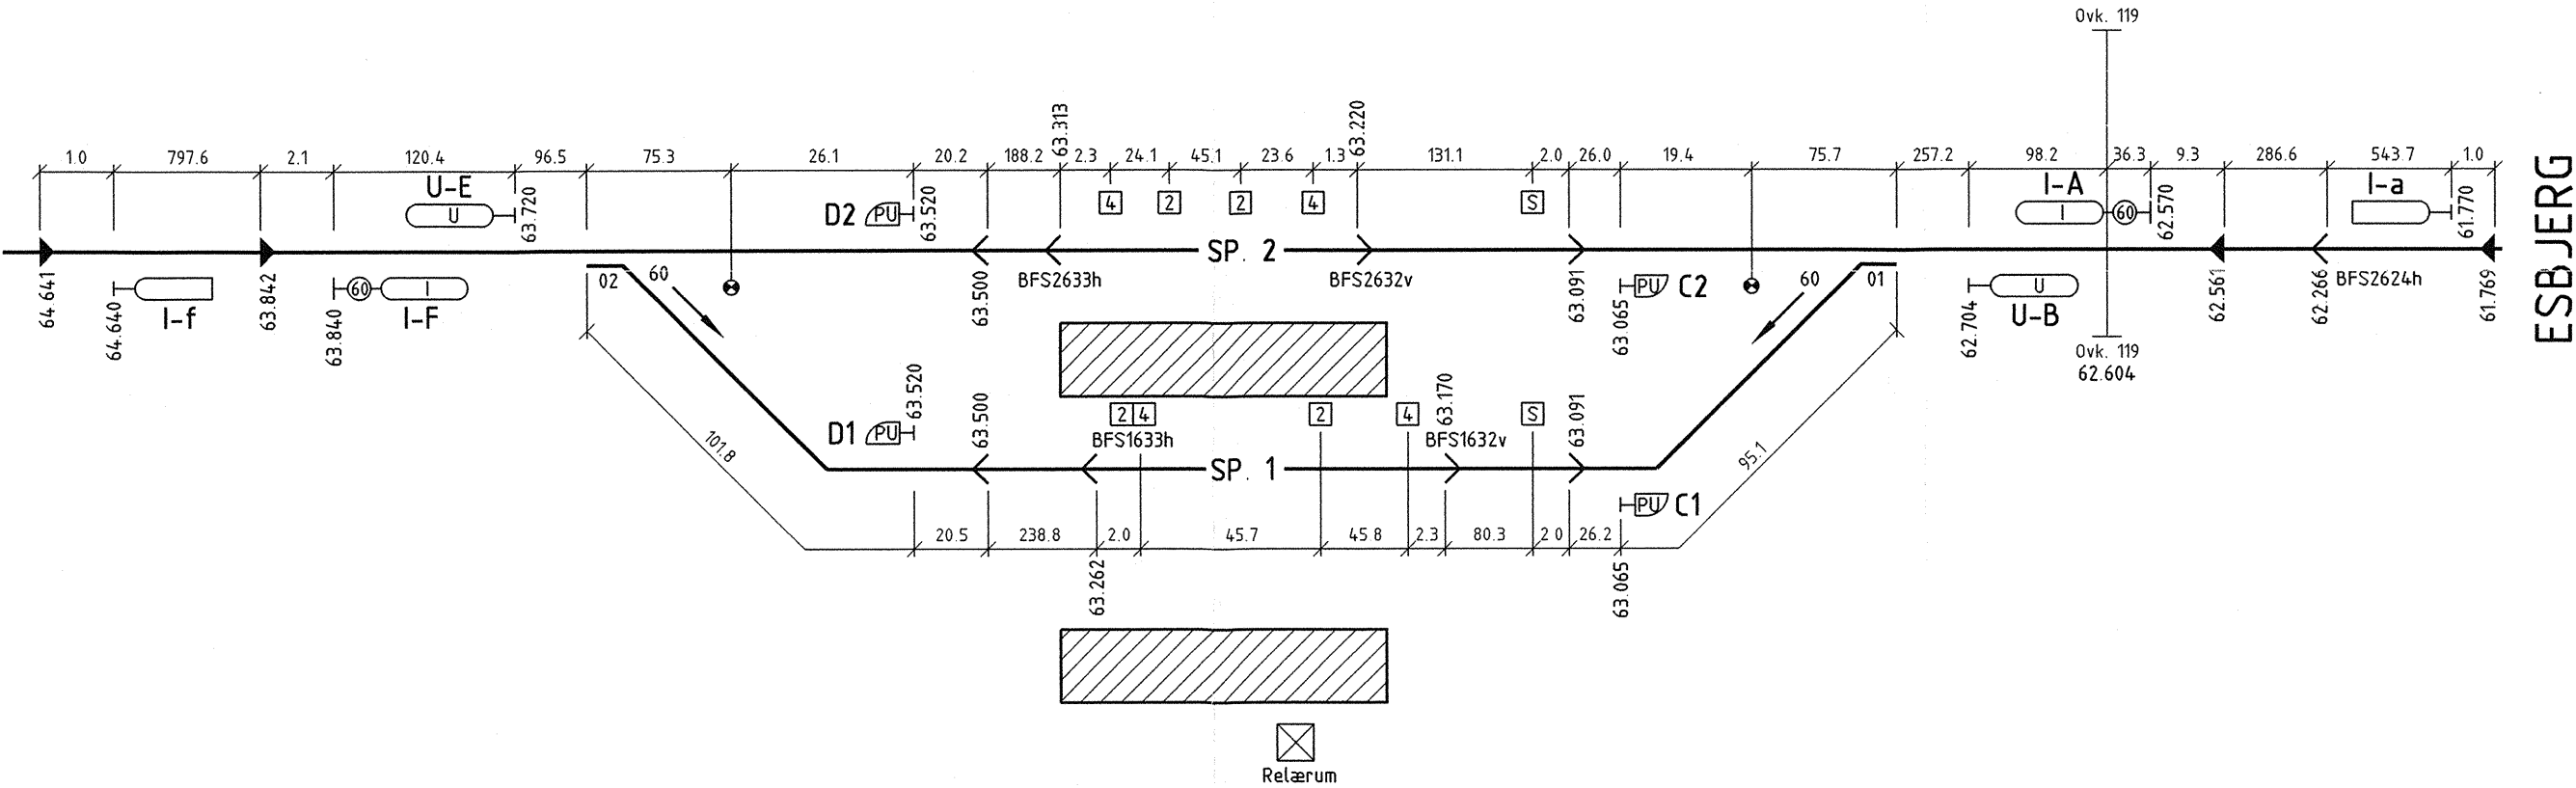 Ovk. 119
1.0 797.6 2.1 120.4 96.5 75.3 26.1 20.2 188.2 63.313 2.3 24.1 45.1 23.6 1.3 63.220 131.1 2.0 26.0 19.4 75.7 257.2 98.2 36.3 9.3 286.6 543.7 1.0
U-E
U
63.720
D2 PU
63.520
4 2 2 4 S
I-A
I 60
62.570
I-a
61.770
ESBJERG
SP. 2
64.641
64.640
I-f
63.842
63.840
60 I
I-F
02
60
63.500
BFS2633h
BFS2632v
63.091
63.065
PU C2
60
01
62.704
U
U-B
Ovk. 119
62.604
62.561
62.266
BFS2624h
61.769
D1 PU
63.520
63.500
2 4
BFS1633h
2
4
63.170
BFS1632v
S
63.091
SP. 1
101.8
95.1
PU C1
20.5 238.8 2.0 45.7 45.8 2.3 80.3 2.0 26.2
63.262
63.065
Relærum